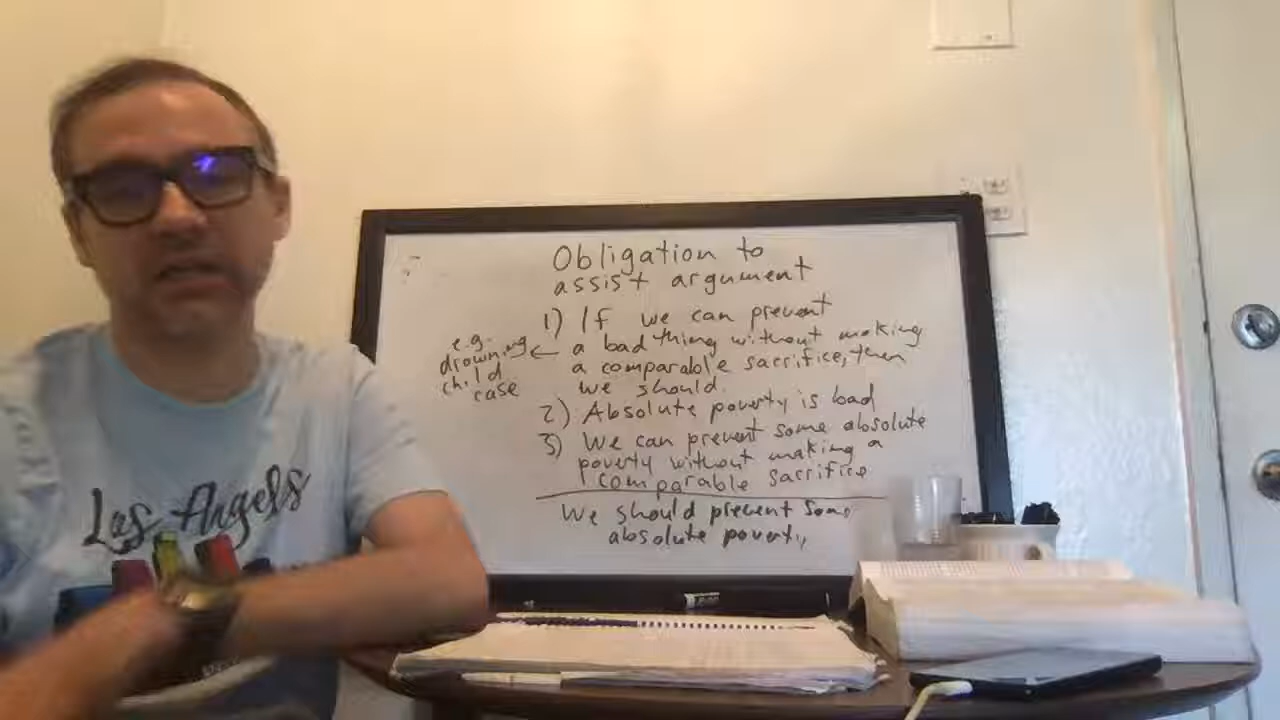 Obligation to
assist argument
1) If we can prevent
a bad thing without making
a comparable sacrifice, then
we should.
e.g.
drowning
child
case
2) Absolute poverty is bad
3) We can prevent some absolute
poverty without making a
comparable sacrifice
We should prevent some
absolute poverty
Los Angels